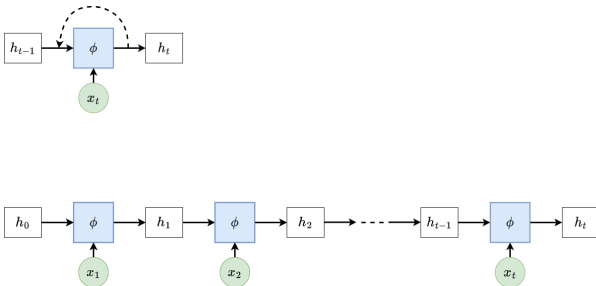 h_{t-1} ϕ h_t
x_t
h_0 ϕ h_1 ϕ h_2 h_{t-1} ϕ h_t
x_1 x_2 x_t